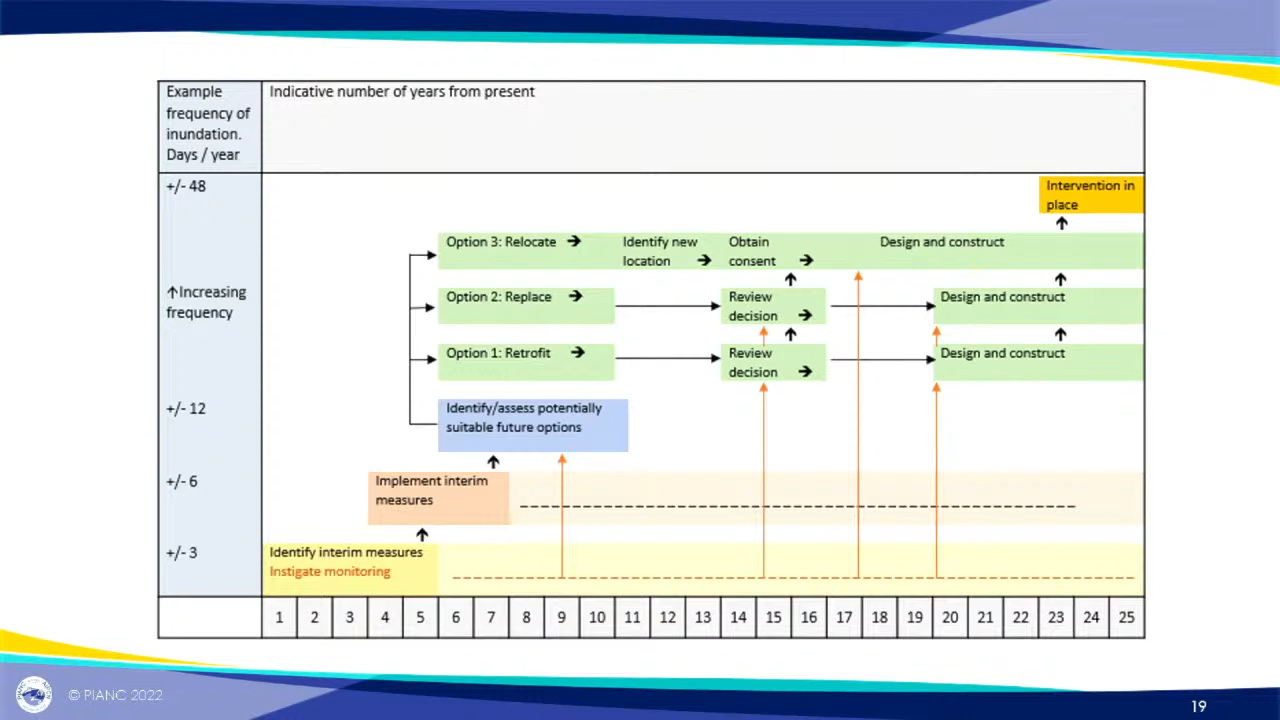 Example
frequency of
inundation.
Days / year
Indicative number of years from present
+/- 48
Intervention in
place
Option 3: Relocate ➔
Identify new
location ➔
Obtain
consent ➔
Design and construct
↑Increasing
frequency
Option 2: Replace ➔
Review
decision ➔
Design and construct
Option 1: Retrofit ➔
Review
decision ➔
Design and construct
+/- 12
Identify/assess potentially
suitable future options
+/- 6
Implement interim
measures
+/- 3
Identify interim measures
Instigate monitoring
1 2 3 4 5 6 7 8 9 10 11 12 13 14 15 16 17 18 19 20 21 22 23 24 25
© PIANC 2022
19